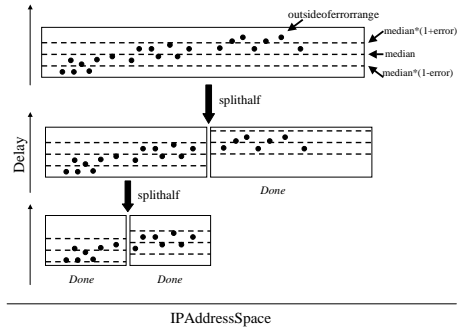 outsideoferrorrange
median*(1+error)
median
median*(1-error)
splithalf
Delay
Done
splithalf
Done
Done
IPAddressSpace